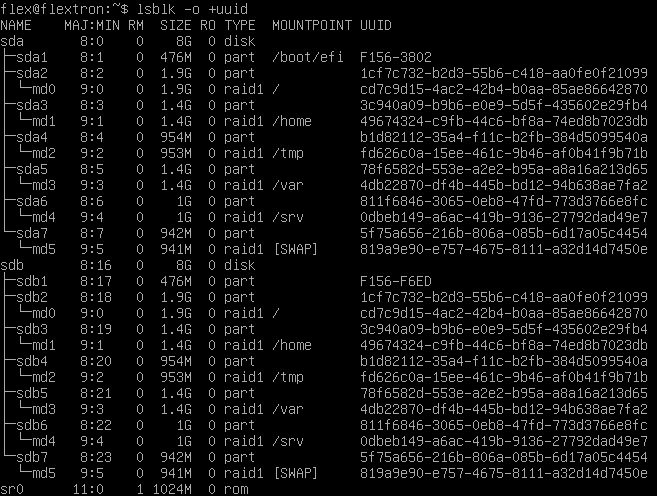 flex@flextron:~$ lsblk -o +uuid
NAME    MAJ:MIN RM  SIZE RO TYPE  MOUNTPOINT UUID
sda       8:0    0    8G  0 disk
├─sda1    8:1    0  476M  0 part  /boot/efi  F156-3802
├─sda2    8:2    0  1.9G  0 part             1cf7c732-b2d3-55b6-c418-aa0fe0f21099
│ └─md0   9:0    0  1.9G  0 raid1 /          cd7c9d15-4ac2-42b4-b0aa-85ae86642870
├─sda3    8:3    0  1.4G  0 part             3c940a09-b9b6-e0e9-5d5f-435602e29fb4
│ └─md1   9:1    0  1.4G  0 raid1 /home      49674324-c9fb-44c6-bf8a-74ed8b7023db
├─sda4    8:4    0  954M  0 part             b1d82112-35a4-f11c-b2fb-384d5099540a
│ └─md2   9:2    0  953M  0 raid1 /tmp       fd626c0a-15ee-461c-9b46-af0b41f9b71b
├─sda5    8:5    0  1.4G  0 part             78f6582d-553e-a2e2-b95a-a8a16a213d65
│ └─md3   9:3    0  1.4G  0 raid1 /var       4db22870-df4b-445b-bd12-94b638ae7fa2
├─sda6    8:6    0    1G  0 part             811f6846-3065-0eb8-47fd-773d3766e8fc
│ └─md4   9:4    0    1G  0 raid1 /srv       0dbeb149-a6ac-419b-9136-27792dad49e7
└─sda7    8:7    0  942M  0 part             5f75a656-216b-806a-085b-6d17a05c4454
  └─md5   9:5    0  941M  0 raid1 [SWAP]     819a9e90-e757-4675-8111-a32d14d7450e
sdb       8:16   0    8G  0 disk
├─sdb1    8:17   0  476M  0 part             F156-F6ED
├─sdb2    8:18   0  1.9G  0 part             1cf7c732-b2d3-55b6-c418-aa0fe0f21099
│ └─md0   9:0    0  1.9G  0 raid1 /          cd7c9d15-4ac2-42b4-b0aa-85ae86642870
├─sdb3    8:19   0  1.4G  0 part             3c940a09-b9b6-e0e9-5d5f-435602e29fb4
│ └─md1   9:1    0  1.4G  0 raid1 /home      49674324-c9fb-44c6-bf8a-74ed8b7023db
├─sdb4    8:20   0  954M  0 part             b1d82112-35a4-f11c-b2fb-384d5099540a
│ └─md2   9:2    0  953M  0 raid1 /tmp       fd626c0a-15ee-461c-9b46-af0b41f9b71b
├─sdb5    8:21   0  1.4G  0 part             78f6582d-553e-a2e2-b95a-a8a16a213d65
│ └─md3   9:3    0  1.4G  0 raid1 /var       4db22870-df4b-445b-bd12-94b638ae7fa2
├─sdb6    8:22   0    1G  0 part             811f6846-3065-0eb8-47fd-773d3766e8fc
│ └─md4   9:4    0    1G  0 raid1 /srv       0dbeb149-a6ac-419b-9136-27792dad49e7
└─sdb7    8:23   0  942M  0 part             5f75a656-216b-806a-085b-6d17a05c4454
  └─md5   9:5    0  941M  0 raid1 [SWAP]     819a9e90-e757-4675-8111-a32d14d7450e
sr0      11:0    1 1024M  0 rom